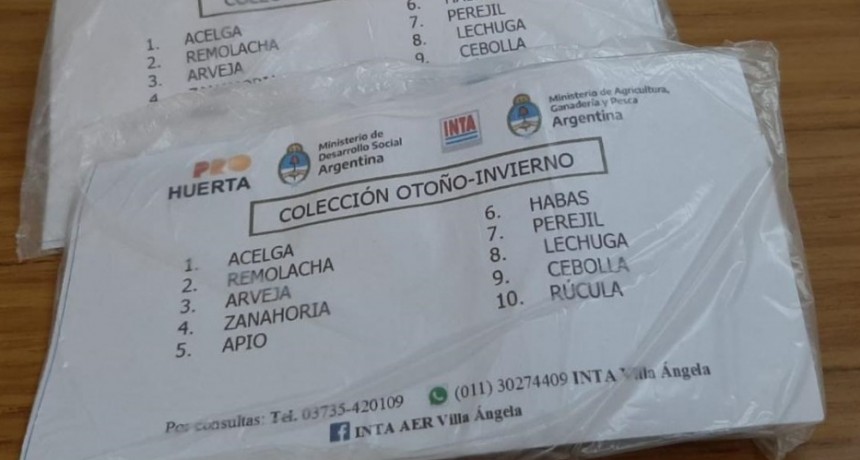 1. ACELGA
2. REMOLACHA
3. ARVEJA
4.
6.
7. PEREJIL
8. LECHUGA
9. CEBOLLA
PRO HUERTA
Ministerio de
Desarrollo Social
Argentina
INTA
Ministerio de Agricultura,
Ganadería y Pesca
Argentina
COLECCIÓN OTOÑO-INVIERNO
1. ACELGA
2. REMOLACHA
3. ARVEJA
4. ZANAHORIA
5. APIO
6. HABAS
7. PEREJIL
8. LECHUGA
9. CEBOLLA
10. RÚCULA
Por consultas: Tel. 03735-420109 (011) 30274409 INTA Villa Ángela
INTA AER Villa Ángela